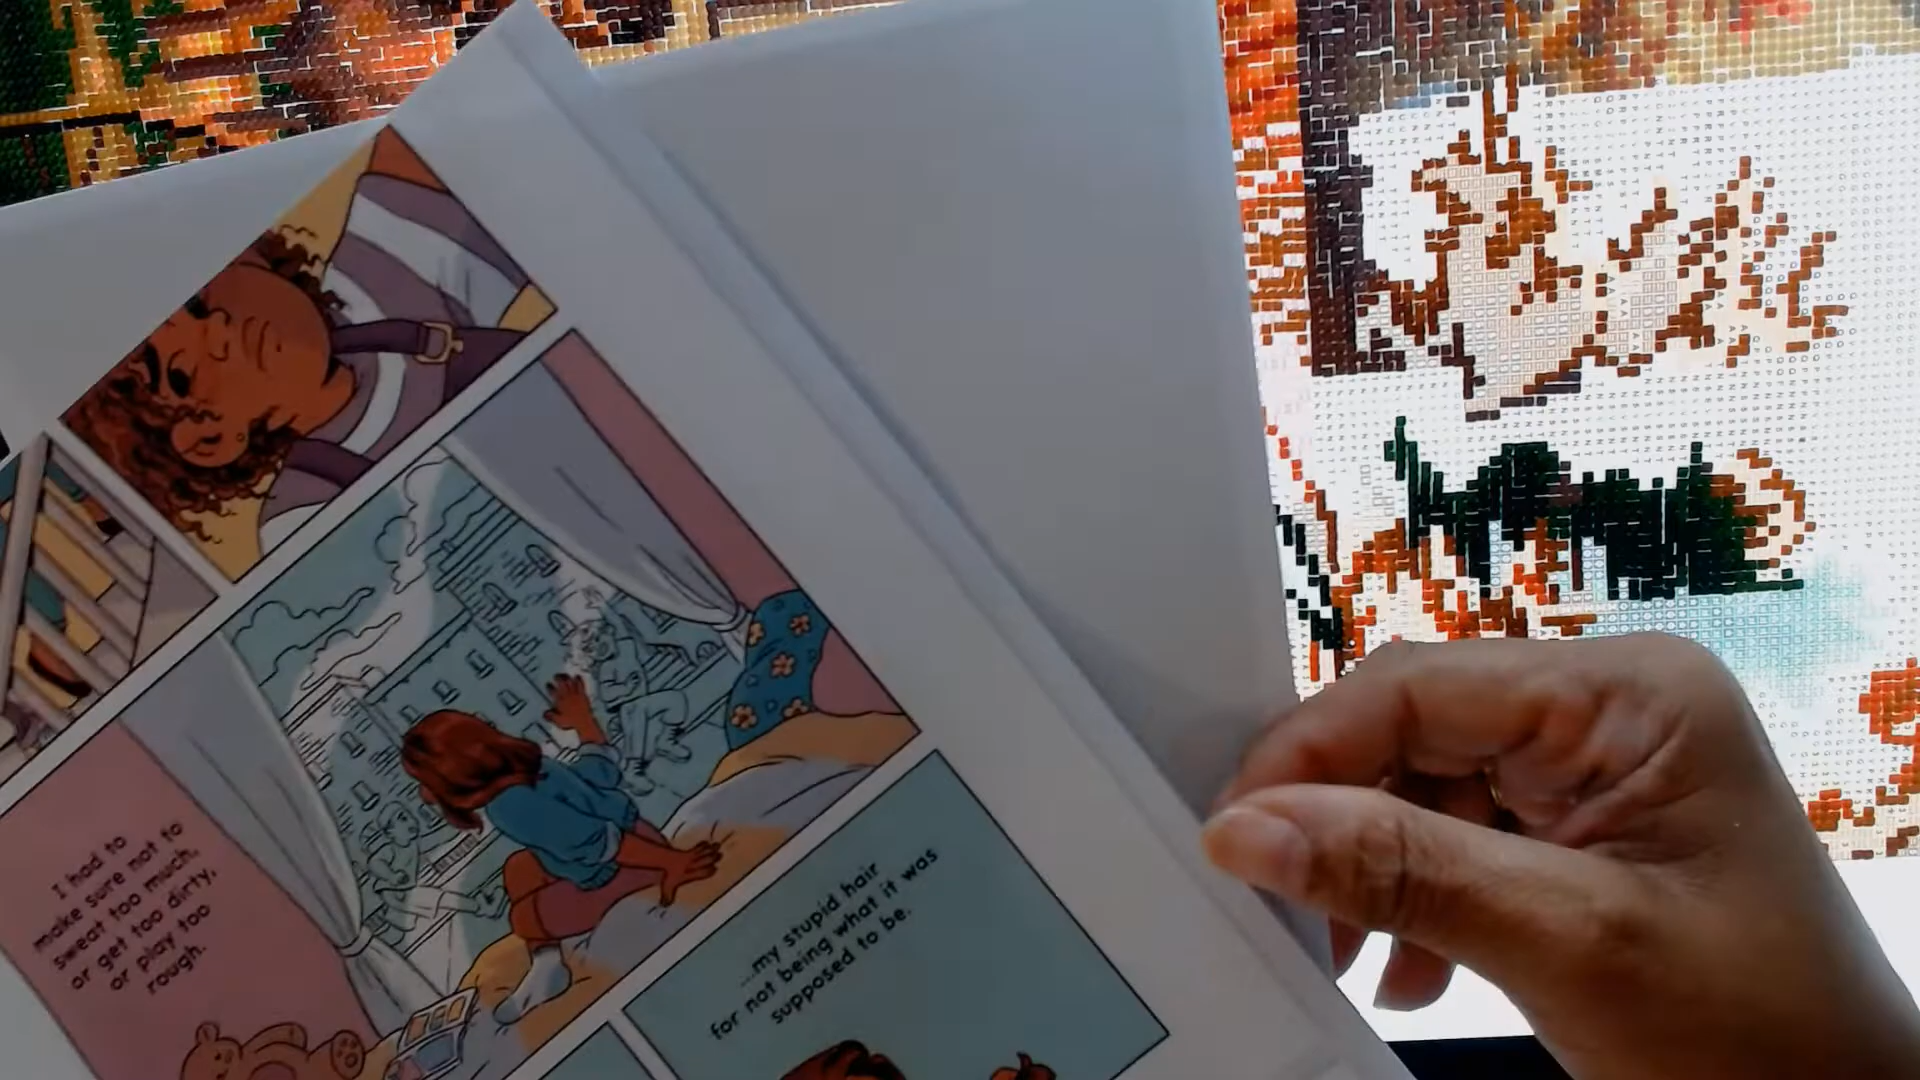 I had to
make sure not to
sweat too much,
or get too dirty,
or play too
rough.
...my stupid hair
for not being what it was
supposed to be.